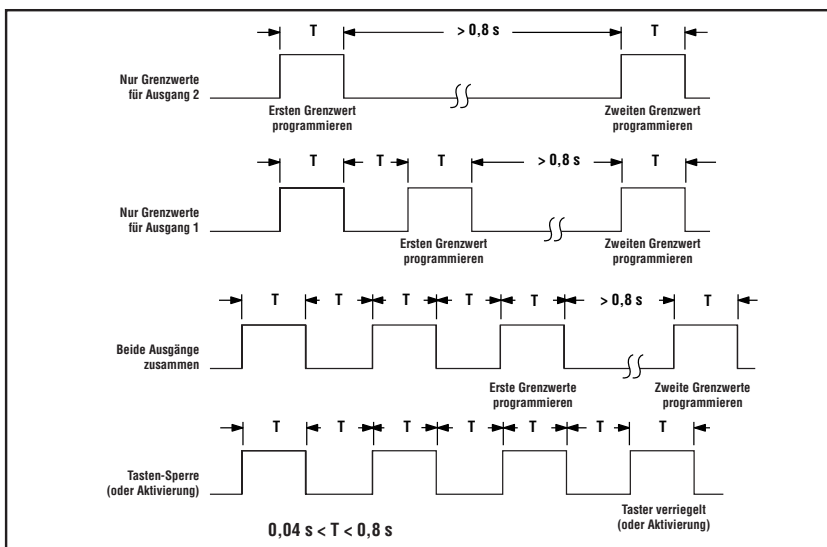 T > 0,8 s T
Nur Grenzwerte
für Ausgang 2
Ersten Grenzwert
programmieren
Zweiten Grenzwert
programmieren
T T T > 0,8 s T
Nur Grenzwerte
für Ausgang 1
Ersten Grenzwert
programmieren
Zweiten Grenzwert
programmieren
T T T T T > 0,8 s T
Beide Ausgänge
zusammen
Erste Grenzwerte
programmieren
Zweite Grenzwerte
programmieren
T T T T T T T
Tasten-Sperre
(oder Aktivierung)
Taster verriegelt
(oder Aktivierung)
0,04 s < T < 0,8 s